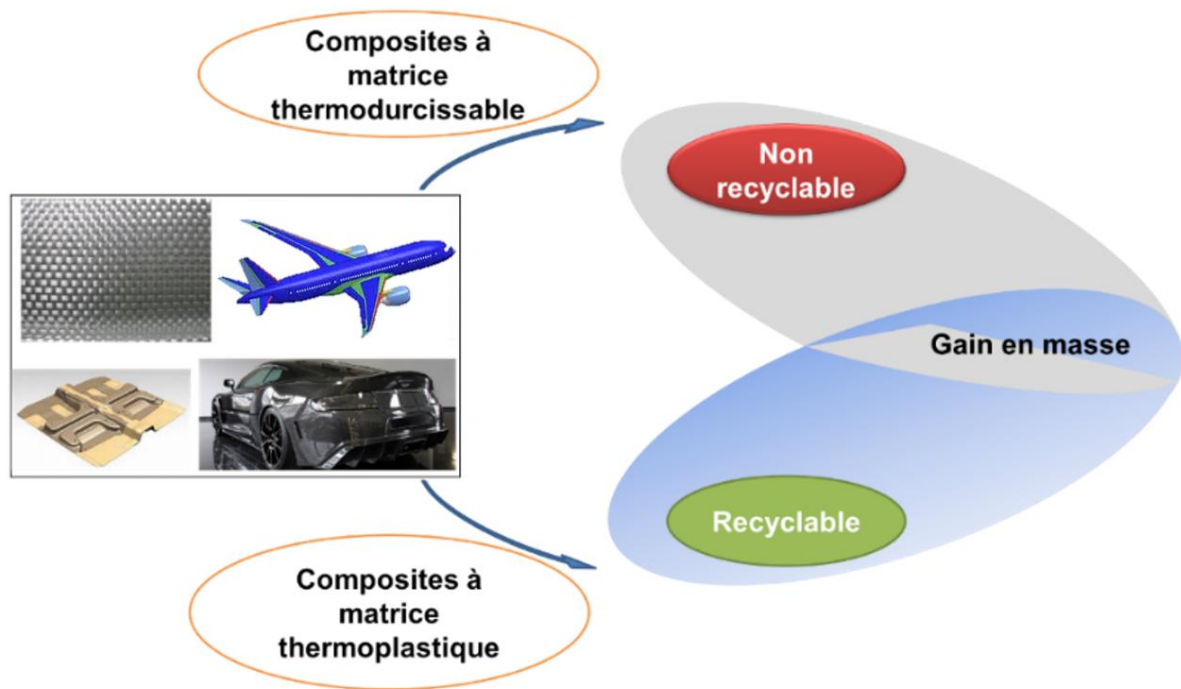 Composites à
matrice
thermodurcissable
Non
recyclable
Gain en masse
Recyclable
Composites à
matrice
thermoplastique